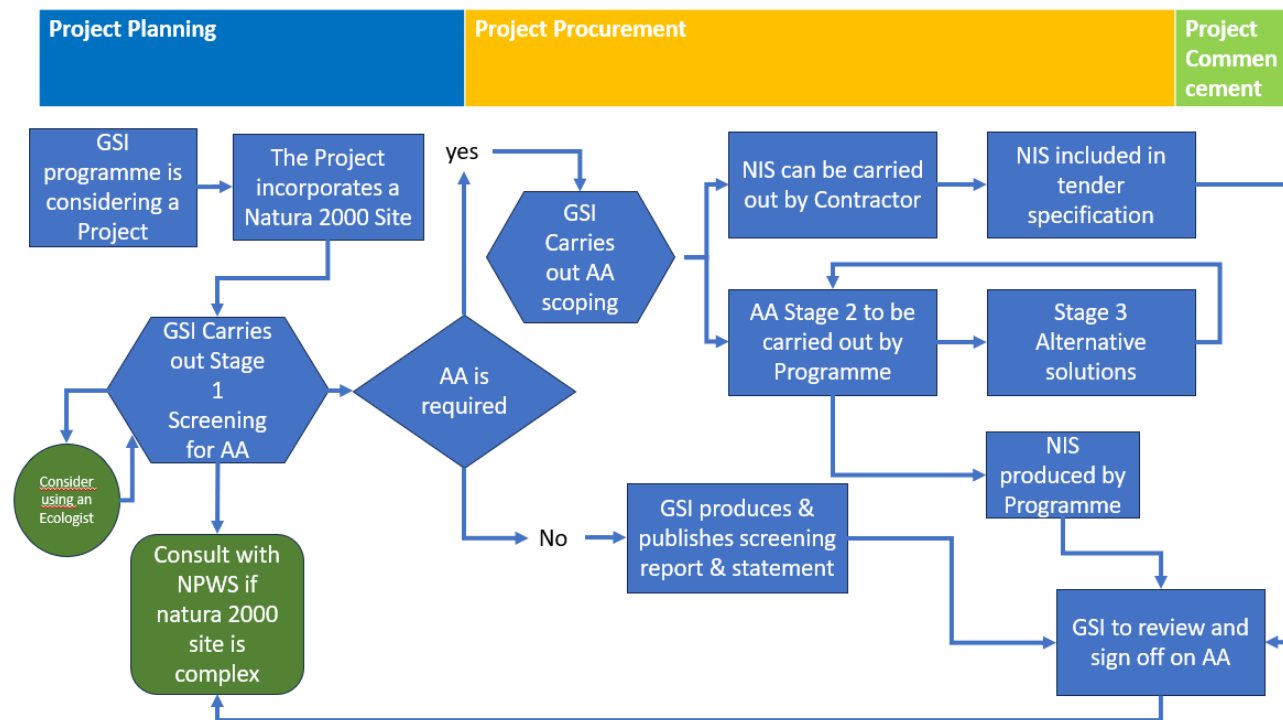 Project Planning
Project Procurement
Project
Commen
cement
GSI
programme is
considering a
Project
The Project
incorporates a
Natura 2000 Site
yes
GSI
Carries
out AA
scoping
NIS can be carried
out by Contractor
NIS included in
tender
specification
GSI Carries
out Stage
1
Screening
for AA
AA is
required
AA Stage 2 to be
carried out by
Programme
Stage 3
Alternative
solutions
Consider
using an
Ecologist
Consult with
NPWS if
natura 2000
site is
complex
No
GSI produces &
publishes screening
report & statement
NIS
produced by
Programme
GSI to review and
sign off on AA